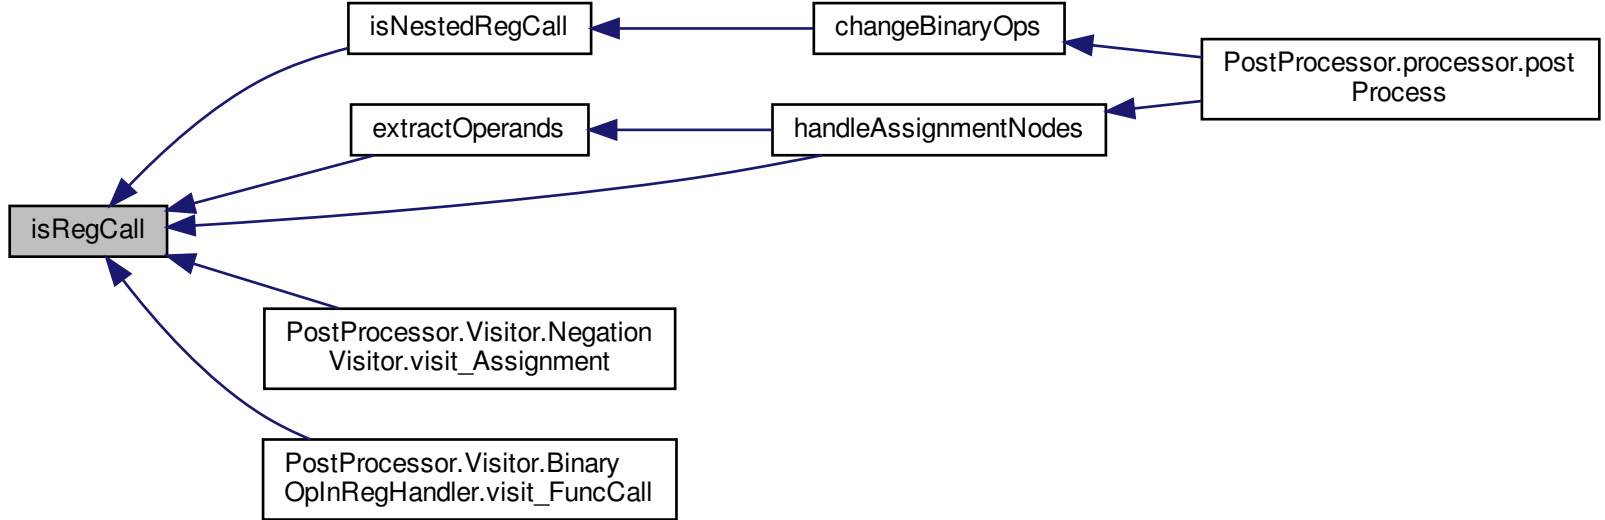 isNestedRegCall
changeBinaryOps
PostProcessor.processor.post
Process
extractOperands
handleAssignmentNodes
isRegCall
PostProcessor.Visitor.Negation
Visitor.visit_Assignment
PostProcessor.Visitor.Binary
OpInRegHandler.visit_FuncCall